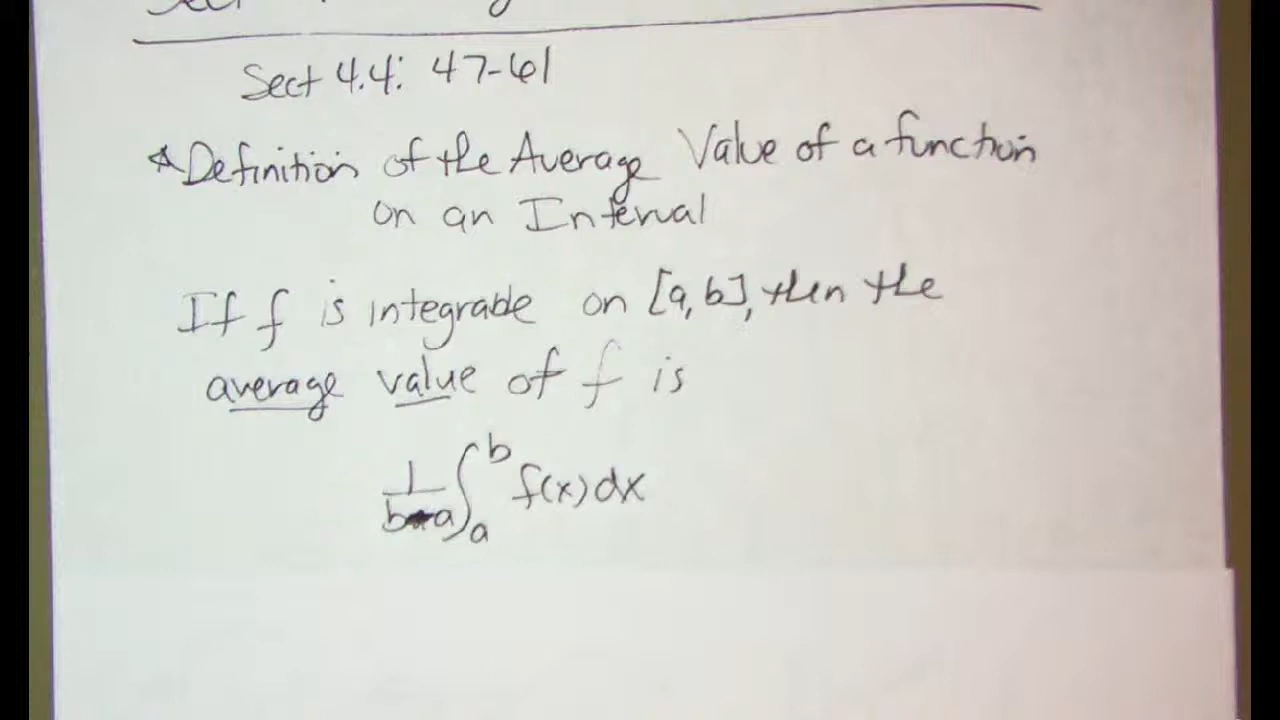 Sect
Sect 4.4: 47-61
* Definition of the Average Value of a function
on an Interval
If f is integrable on [a,b], then the
average value of f is
1/(b-a) ∫_a^b f(x)dx